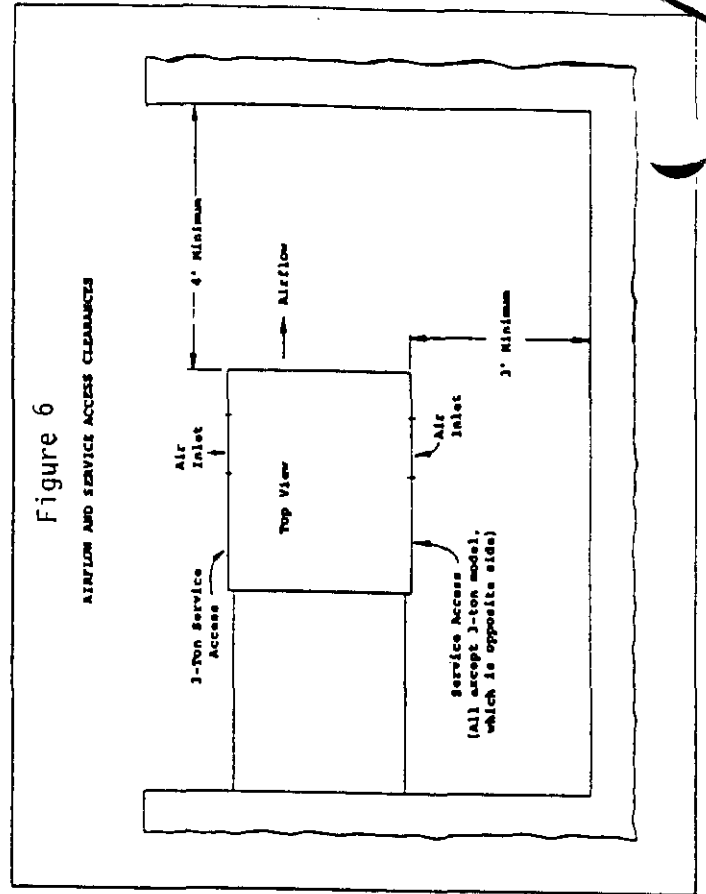 Figure 6
AIRFLOW AND SERVICE ACCESS CLEARANCES
4' Minimum
Air
Inlet
Airflow
3-Ton Service
Access
Top View
Air
Inlet
3' Minimum
Service Access
(All except 3-ton model,
which is opposite side)